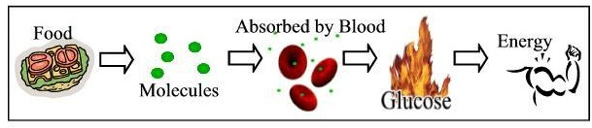 Food
Molecules
Absorbed by Blood
Glucose
Energy